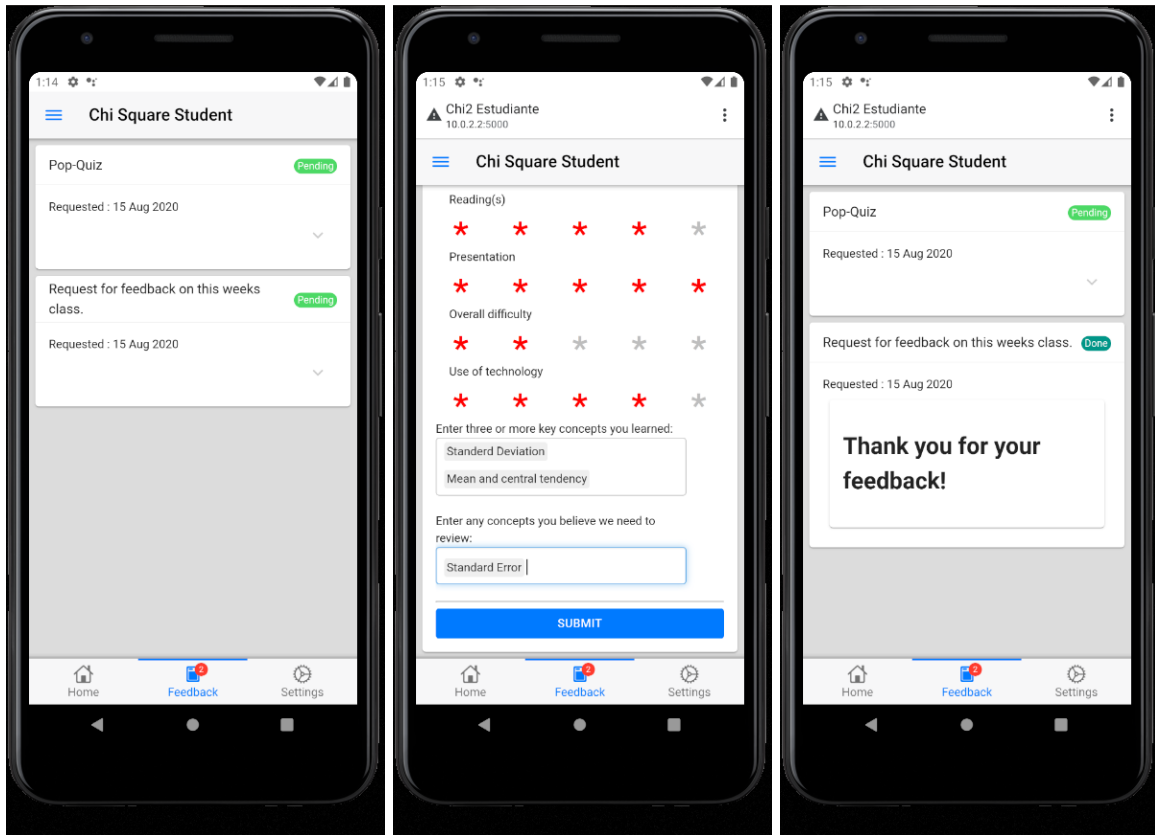 1:14
Chi Square Student
Pop-Quiz
Pending
Requested : 15 Aug 2020
Request for feedback on this weeks
class.
Pending
Requested : 15 Aug 2020
2
Home
Feedback
Settings
1:15
Chi2 Estudiante
10.0.2.2:5000
Chi Square Student
Reading(s)
* * * * *
Presentation
* * * * *
Overall difficulty
* * * * *
Use of technology
* * * * *
Enter three or more key concepts you learned:
Standerd Deviation
Mean and central tendency
Enter any concepts you believe we need to
review:
Standard Error
SUBMIT
2
Home
Feedback
Settings
1:15
Chi2 Estudiante
10.0.2.2:5000
Chi Square Student
Pop-Quiz
Pending
Requested : 15 Aug 2020
Request for feedback on this weeks class.
Done
Requested : 15 Aug 2020
Thank you for your
feedback!
2
Home
Feedback
Settings